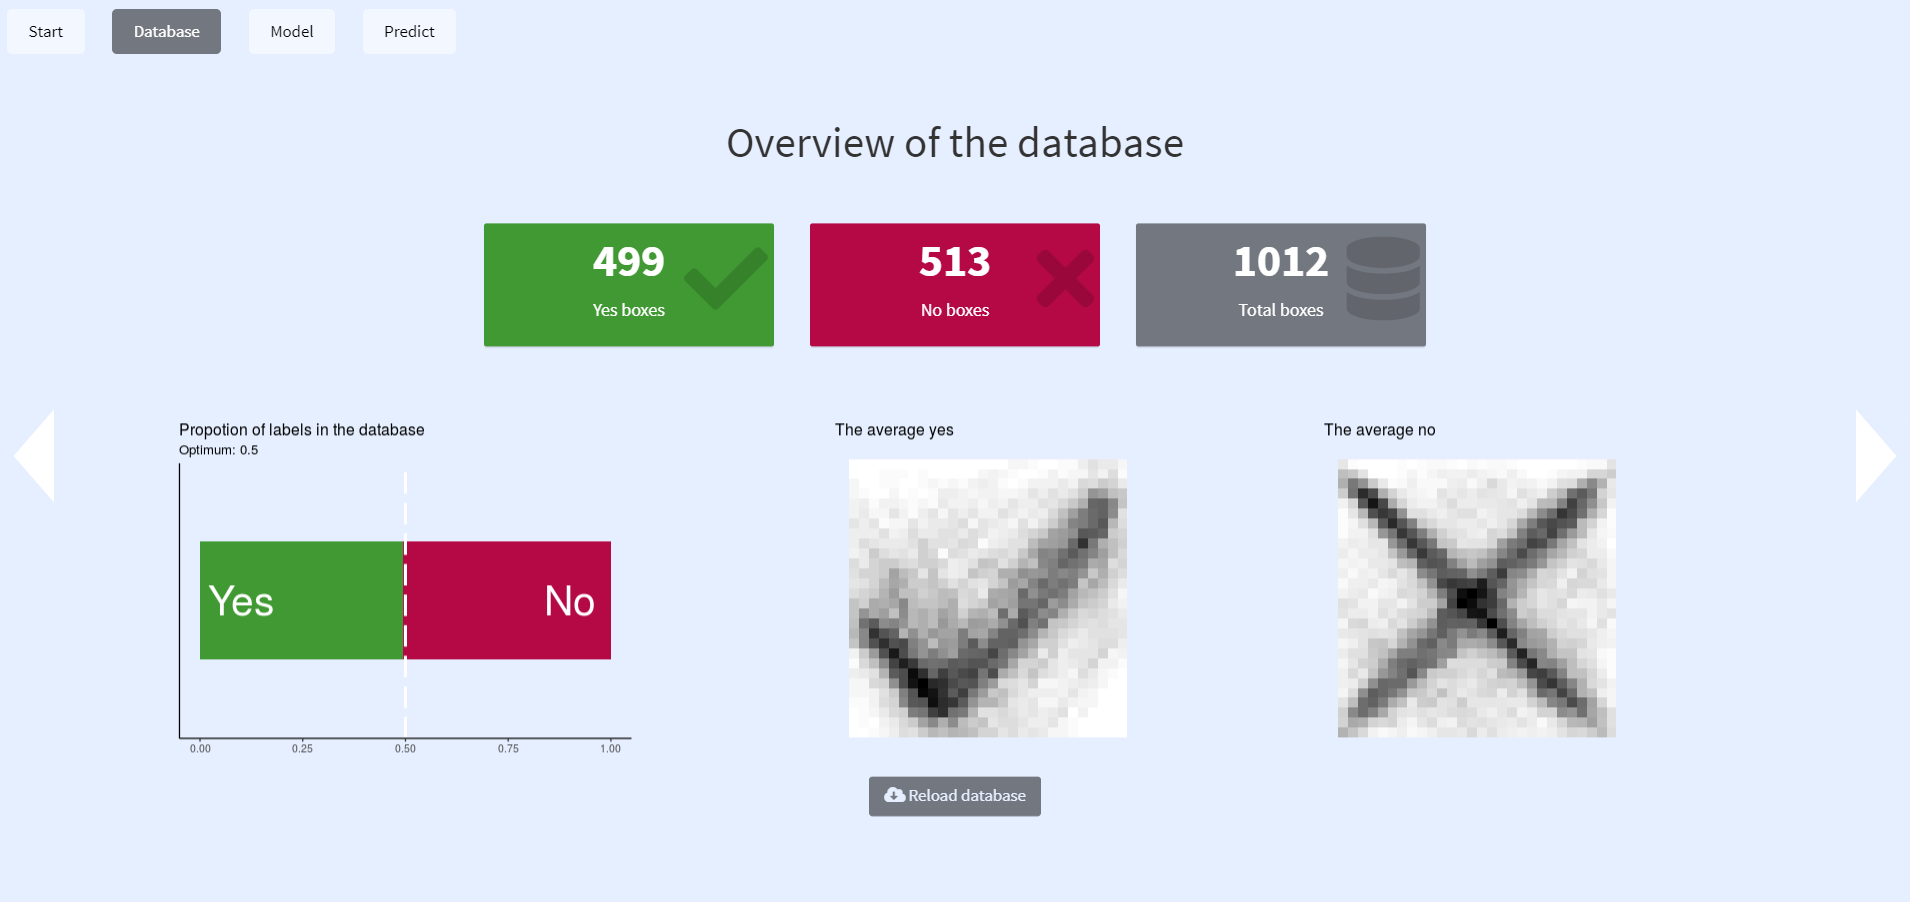 Start
Database
Model
Predict
Overview of the database
499
Yes boxes
513
No boxes
1012
Total boxes
Propotion of labels in the database
Optimum: 0.5
Yes
No
0.00
0.25
0.50
0.75
1.00
The average yes
The average no
Reload database